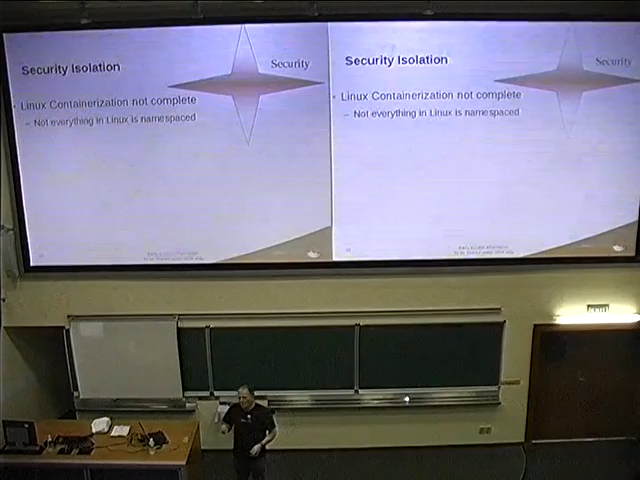 Security Isolation
Security
Linux Containerization not complete
– Not everything in Linux is namespaced
Security Isolation
Security
Linux Containerization not complete
– Not everything in Linux is namespaced
EXIT